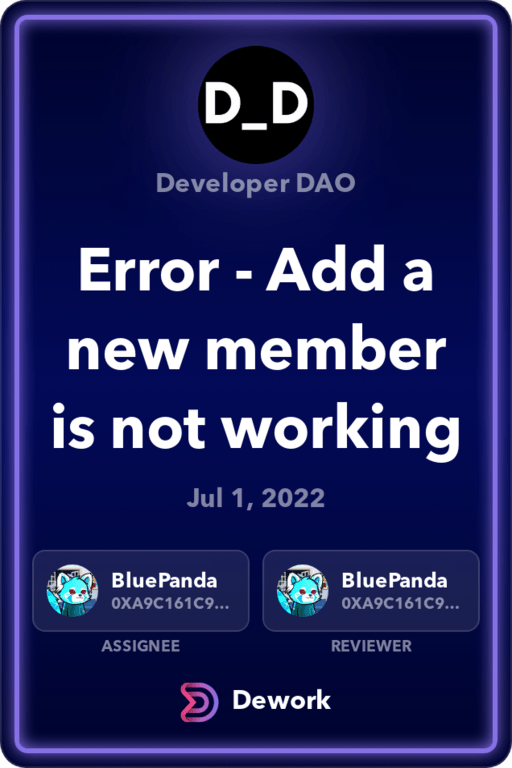 D_D
Developer DAO
Error - Add a
new member
is not working
Jul 1, 2022
BluePanda
0XA9C161C9...
ASSIGNEE
BluePanda
0XA9C161C9...
REVIEWER
Dework